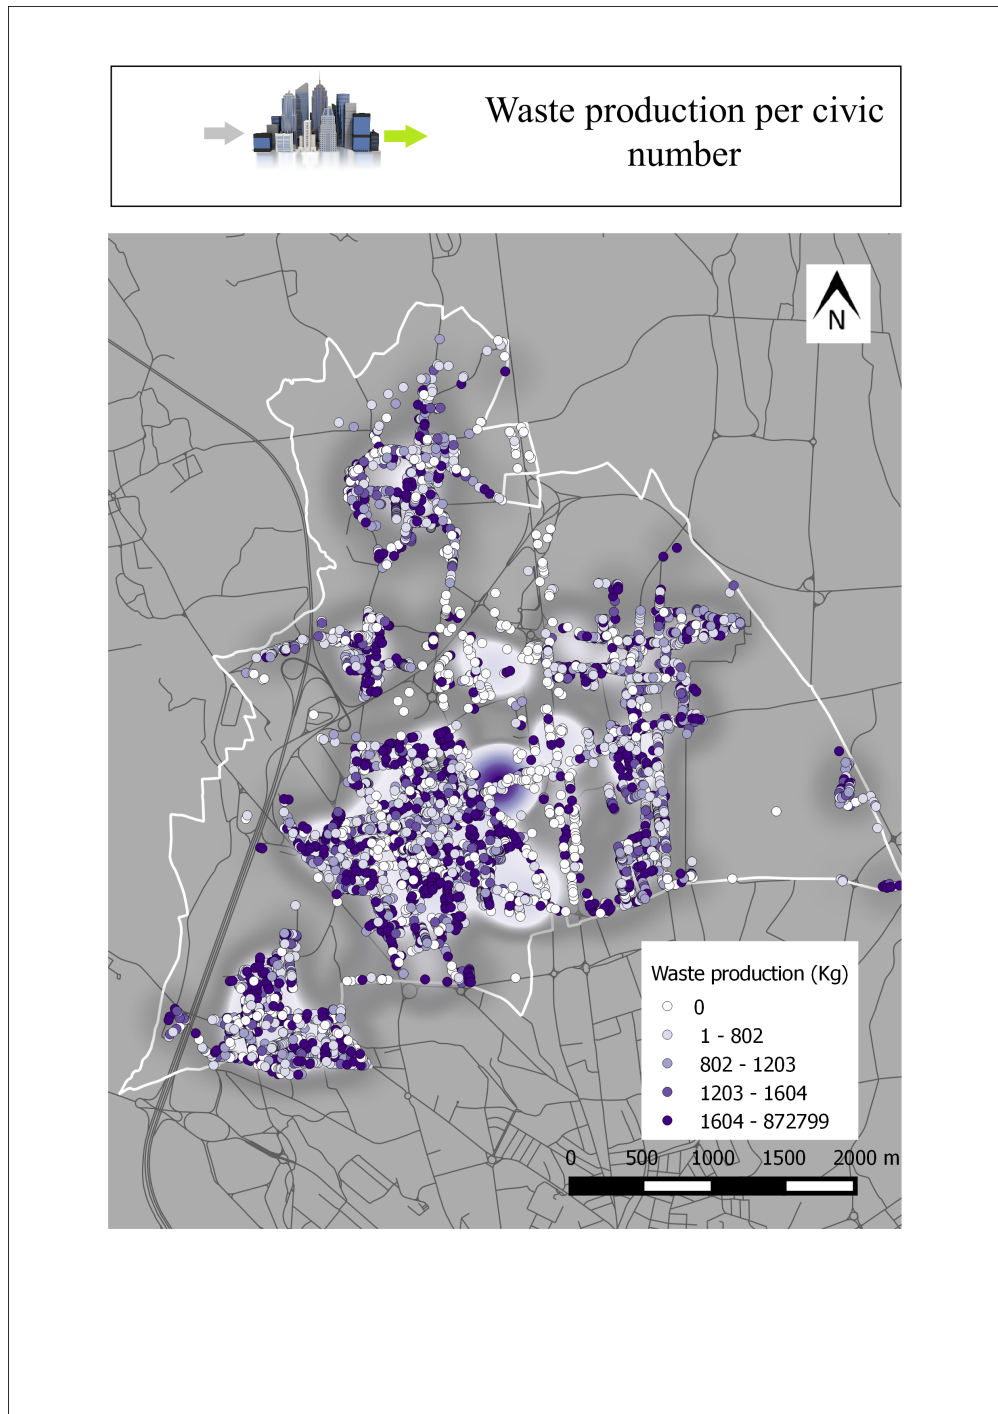 Waste production per civic
number
N
Waste production (Kg)
0
1 - 802
802 - 1203
1203 - 1604
1604 - 872799
0 500 1000 1500 2000 m